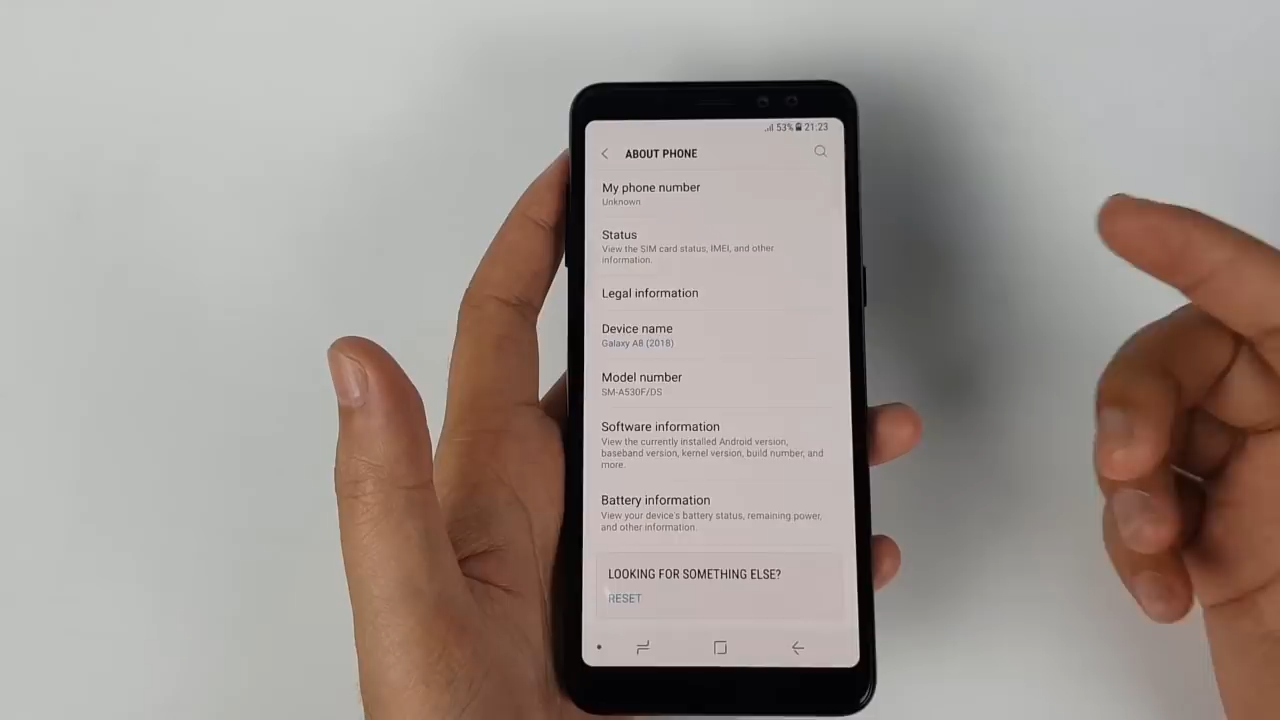 53% 21:23
ABOUT PHONE
My phone number
Unknown
Status
View the SIM card status, IMEI, and other
information.
Legal information
Device name
Galaxy A8 (2018)
Model number
SM-A530F/DS
Software information
View the currently installed Android version,
baseband version, kernel version, build number, and
more.
Battery information
View your device's battery status, remaining power,
and other information.
LOOKING FOR SOMETHING ELSE?
RESET